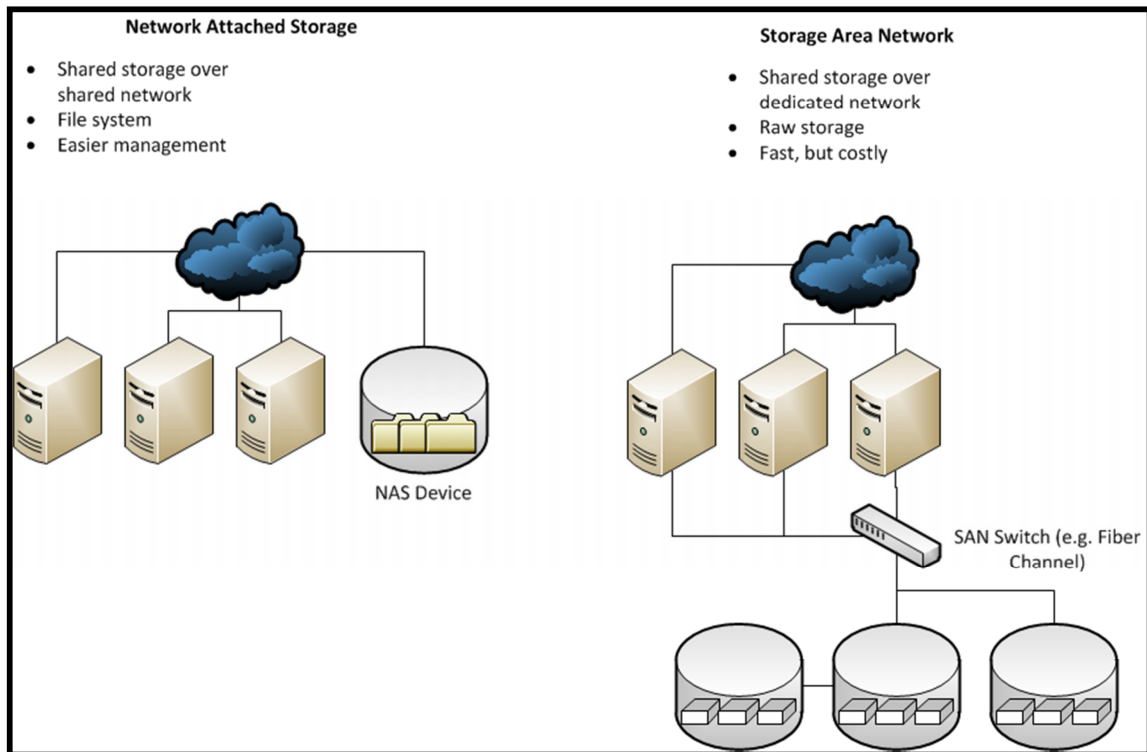 Network Attached Storage
• Shared storage over
shared network
• File system
• Easier management
NAS Device
Storage Area Network
• Shared storage over
dedicated network
• Raw storage
• Fast, but costly
SAN Switch (e.g. Fiber
Channel)